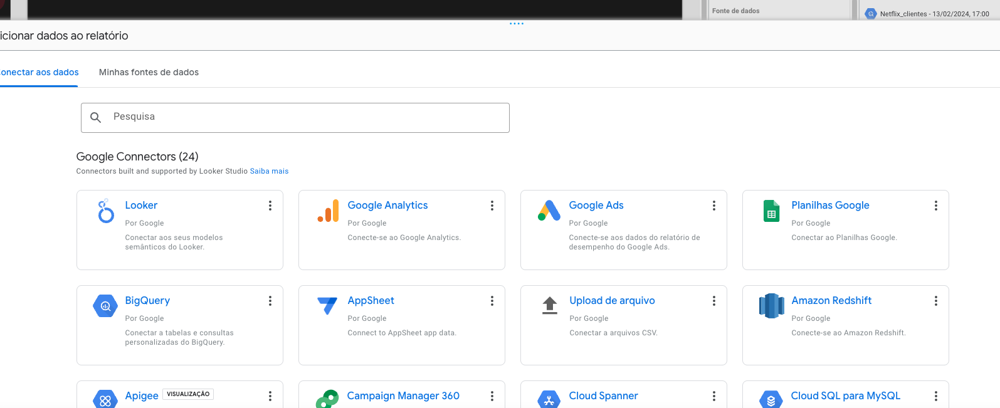 Fonte de dados
Netflix_clientes - 13/02/2024, 17:00
icionar dados ao relatório
onectar aos dados
Minhas fontes de dados
Pesquisa
Google Connectors (24)
Connectors built and supported by Looker Studio Saiba mais
Looker
Por Google
Conectar aos seus modelos
semânticos do Looker.
Google Analytics
Por Google
Conecte-se ao Google Analytics.
Google Ads
Por Google
Conecte-se aos dados do relatório de
desempenho do Google Ads.
Planilhas Google
Por Google
Conectar ao Planilhas Google.
BigQuery
Por Google
Conectar a tabelas e consultas
personalizadas do BigQuery.
AppSheet
Por Google
Connect to AppSheet app data.
Upload de arquivo
Por Google
Conectar a arquivos CSV.
Amazon Redshift
Por Google
Conecte-se ao Amazon Redshift.
Apigee VISUALIZAÇÃO
Campaign Manager 360
Cloud Spanner
Cloud SQL para MySQL